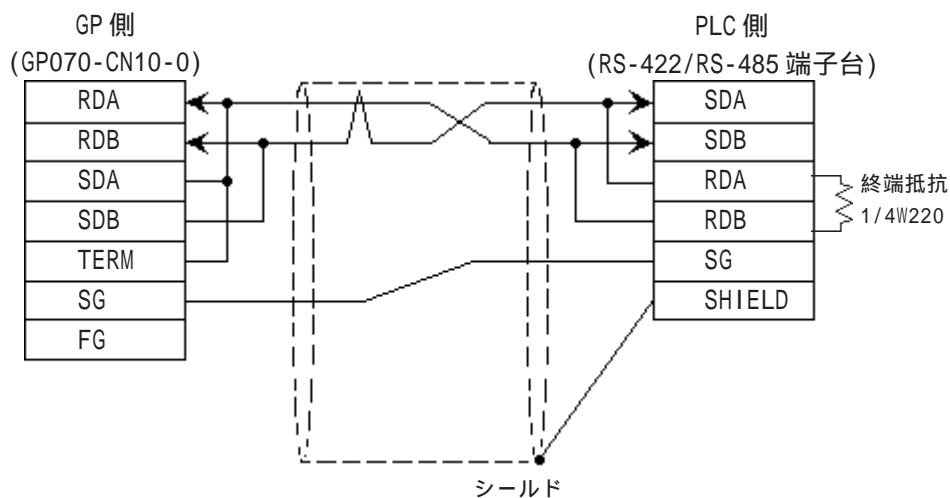 GP 側
(GP070-CN10-0)
RDA
RDB
SDA
SDB
TERM
SG
FG
PLC 側
(RS-422/RS-485 端子台)
SDA
SDB
RDA
RDB
SG
SHIELD
終端抵抗
1/4W220
シールド